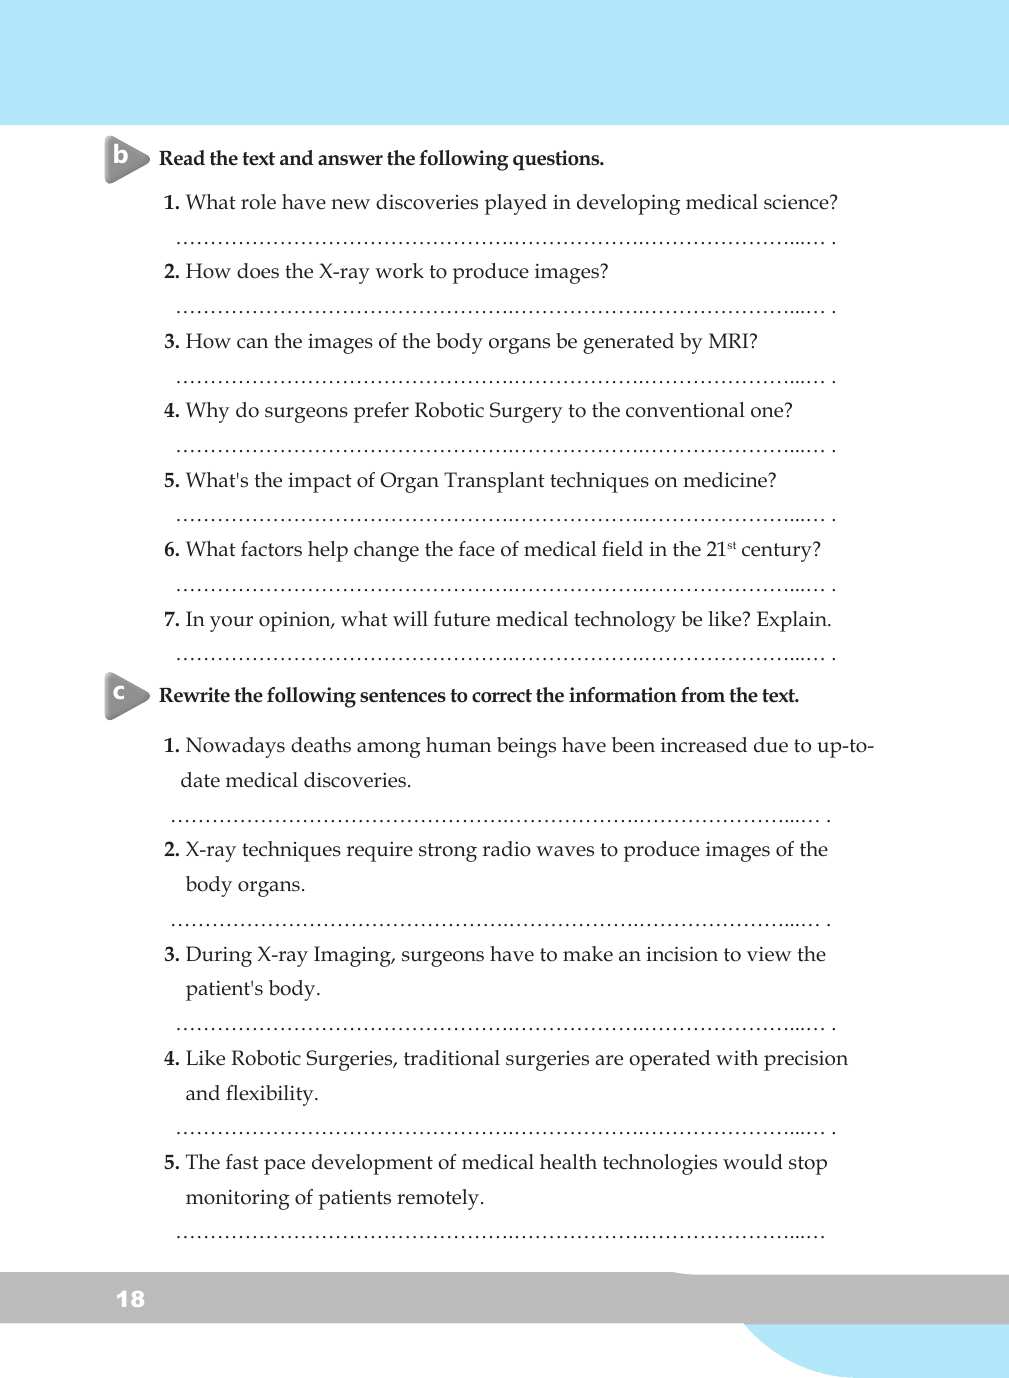 b Read the text and answer the following questions.
1. What role have new discoveries played in developing medical science?
…………………………………………………………………………………… .
2. How does the X-ray work to produce images?
…………………………………………………………………………………… .
3. How can the images of the body organs be generated by MRI?
…………………………………………………………………………………… .
4. Why do surgeons prefer Robotic Surgery to the conventional one?
…………………………………………………………………………………… .
5. What's the impact of Organ Transplant techniques on medicine?
…………………………………………………………………………………… .
6. What factors help change the face of medical field in the 21st century?
…………………………………………………………………………………… .
7. In your opinion, what will future medical technology be like? Explain.
…………………………………………………………………………………… .
c Rewrite the following sentences to correct the information from the text.
1. Nowadays deaths among human beings have been increased due to up-to-
date medical discoveries.
…………………………………………………………………………………… .
2. X-ray techniques require strong radio waves to produce images of the
body organs.
…………………………………………………………………………………… .
3. During X-ray Imaging, surgeons have to make an incision to view the
patient's body.
…………………………………………………………………………………… .
4. Like Robotic Surgeries, traditional surgeries are operated with precision
and flexibility.
…………………………………………………………………………………… .
5. The fast pace development of medical health technologies would stop
monitoring of patients remotely.
……………………………………………………………………………………
18